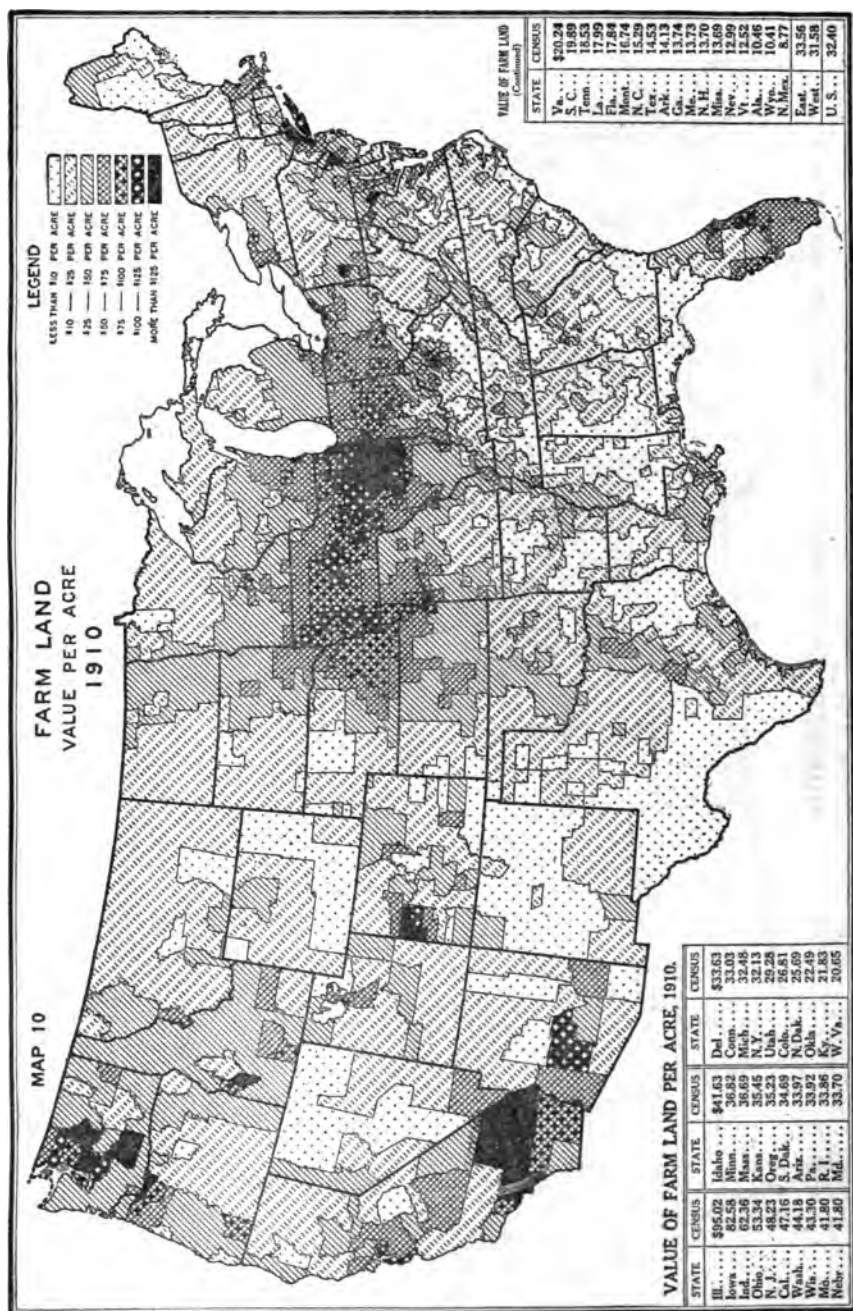 MAP 10
FARM LAND
VALUE PER ACRE
1910
LEGEND
LESS THAN $10 PER ACRE
$10 — $25 PER ACRE
$25 — $50 PER ACRE
$50 — $75 PER ACRE
$75 — $100 PER ACRE
$100 — $125 PER ACRE
MORE THAN $125 PER ACRE
VALUE OF FARM LAND PER ACRE, 1910.
STATE CENSUS STATE CENSUS STATE CENSUS
Ill..... $95.02 Idaho .... $41.63 Del...... $33.63
Iowa.... 82.58 Minn..... 36.82 Conn..... 33.03
Ind..... 62.36 Mass..... 36.69 Mich..... 32.48
Ohio.... 53.34 Kans..... 35.45 N.Y..... 32.13
N. J..... 48.23 Oreg..... 35.23 Utah..... 29.28
Cal..... 47.16 S. Dak... 34.69 Colo..... 26.81
Wash.... 44.18 Ariz..... 33.97 N. Dak... 25.69
Wis..... 43.30 Pa....... 33.92 Okla..... 22.49
Mo...... 41.80 R. I..... 33.86 Ky....... 21.83
Nebr.... 41.80 Md....... 33.70 W. Va.... 20.65
VALUE OF FARM LAND
(Continued)
STATE CENSUS
Va.... $20.24
S. C... 19.89
Tenn... 18.53
La..... 17.99
Fla.... 17.84
Mont... 16.74
N. C... 15.29
Tex.... 14.53
Ark.... 14.13
Ga..... 13.74
Me..... 13.73
N. H... 13.70
Miss... 13.69
Nev.... 12.99
Vt..... 12.52
Ala.... 10.46
Wyo.... 10.41
N. Mex. 8.77
East... 33.56
West... 31.58
U. S... 32.40